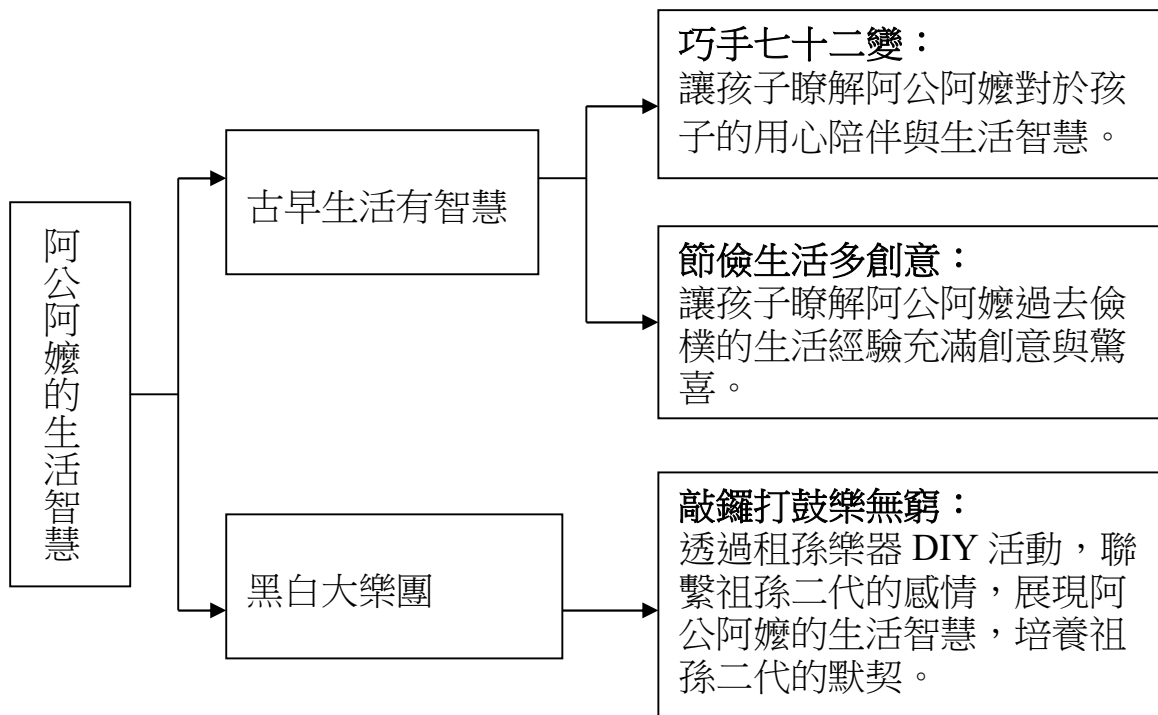 阿公阿嬤的生活智慧
古早生活有智慧
巧手七十二變：
讓孩子瞭解阿公阿嬤對於孩
子的用心陪伴與生活智慧。
節儉生活多創意：
讓孩子瞭解阿公阿嬤過去儉
樸的生活經驗充滿創意與驚
喜。
黑白大樂團
敲鑼打鼓樂無窮：
透過租孫樂器 DIY 活動，聯
繫祖孫二代的感情，展現阿
公阿嬤的生活智慧，培養祖
孫二代的默契。